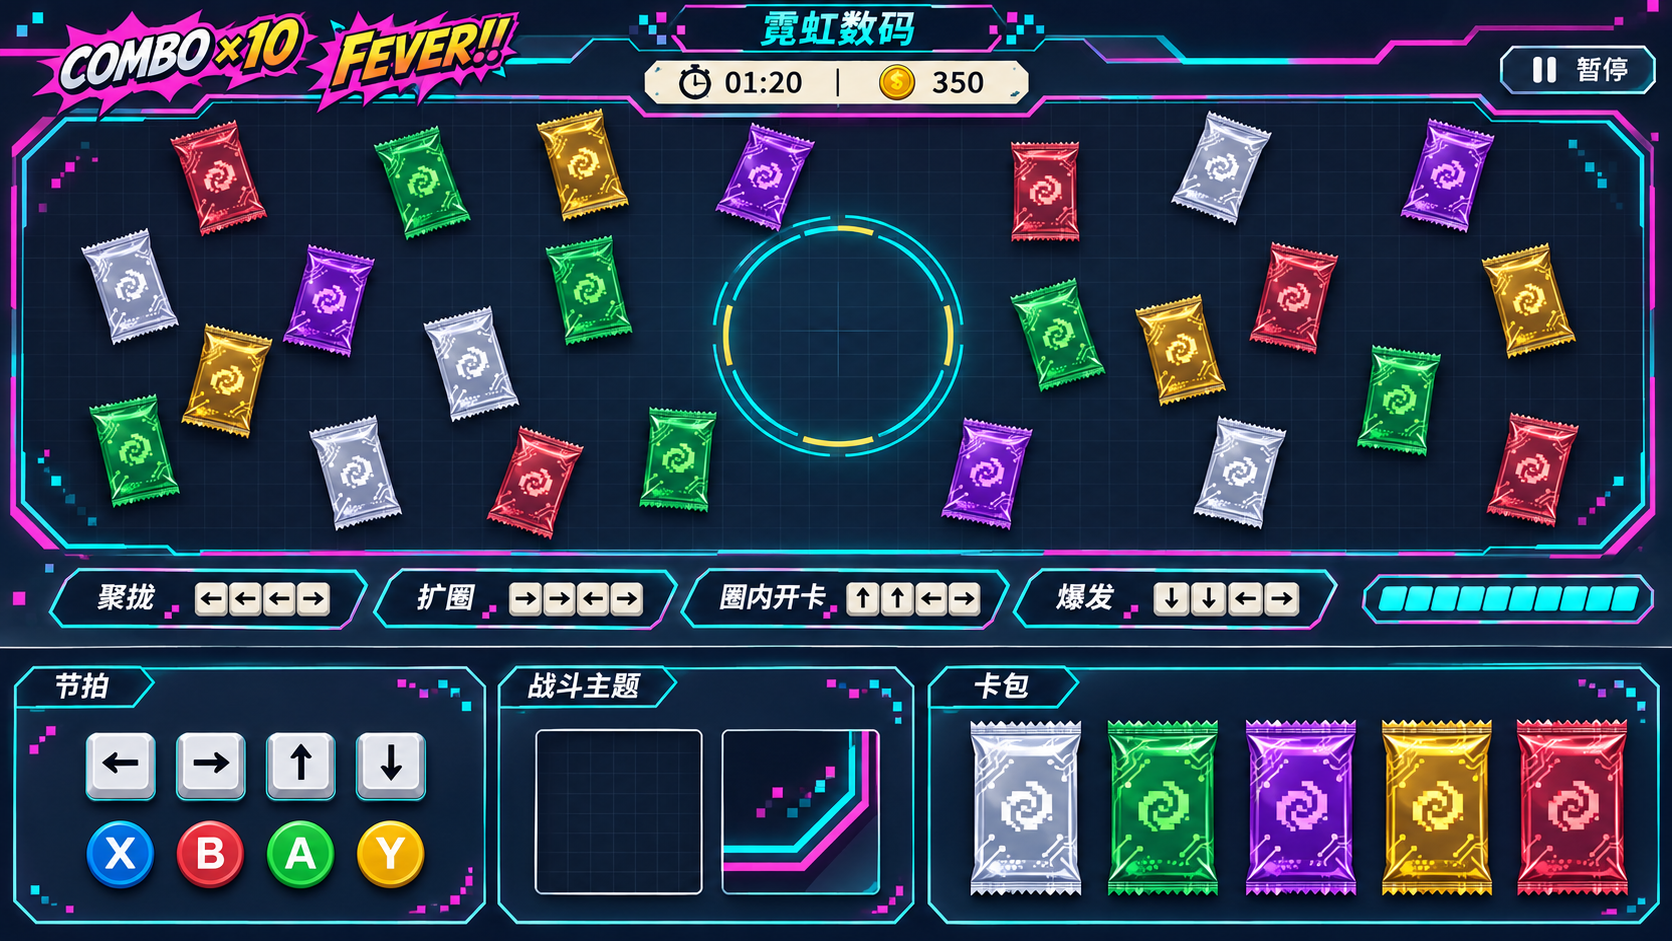 COMBO ×10 FEVER!!
霓虹数码
01:20 | 350
暂停
聚拢 ←←←→
扩圈 →→←→
圈内开卡 ↑↑←→
爆发 ↓↓←→
节拍
← → ↑ ↓
X B A Y
战斗主题
卡包